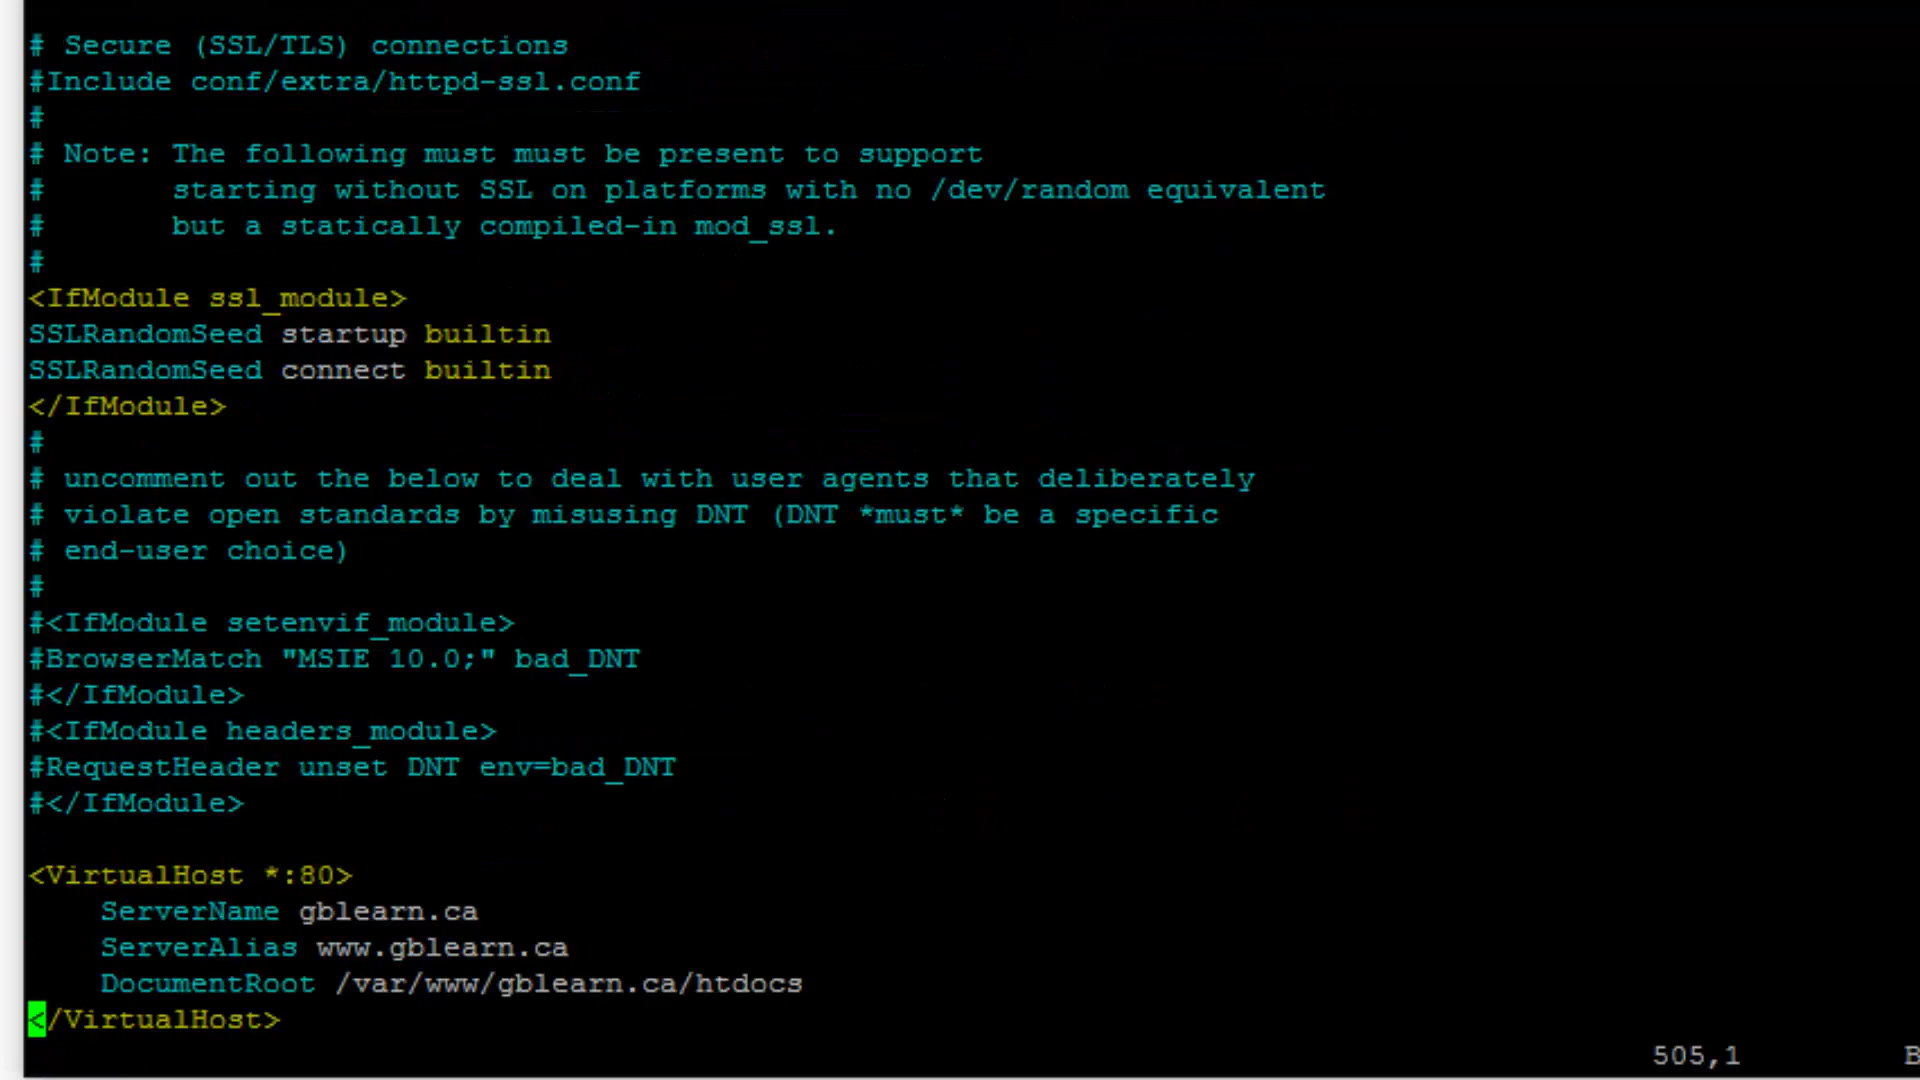 # Secure (SSL/TLS) connections
#Include conf/extra/httpd-ssl.conf
#
# Note: The following must must be present to support
#       starting without SSL on platforms with no /dev/random equivalent
#       but a statically compiled-in mod_ssl.
#
<IfModule ssl_module>
SSLRandomSeed startup builtin
SSLRandomSeed connect builtin
</IfModule>
#
# uncomment out the below to deal with user agents that deliberately
# violate open standards by misusing DNT (DNT *must* be a specific
# end-user choice)
#
#<IfModule setenvif_module>
#BrowserMatch "MSIE 10.0;" bad_DNT
#</IfModule>
#<IfModule headers_module>
#RequestHeader unset DNT env=bad_DNT
#</IfModule>

<VirtualHost *:80>
    ServerName gblearn.ca
    ServerAlias www.gblearn.ca
    DocumentRoot /var/www/gblearn.ca/htdocs
</VirtualHost>
505,1